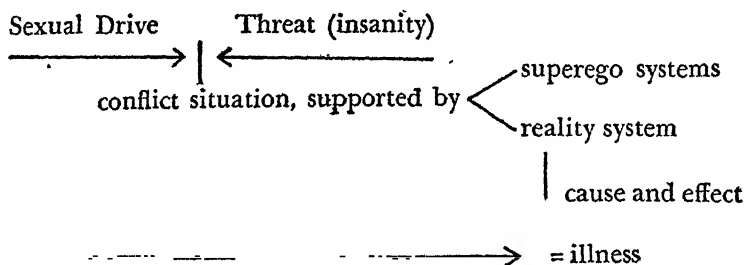 Sexual Drive Threat (insanity)
superego systems
conflict situation, supported by
reality system
cause and effect
= illness